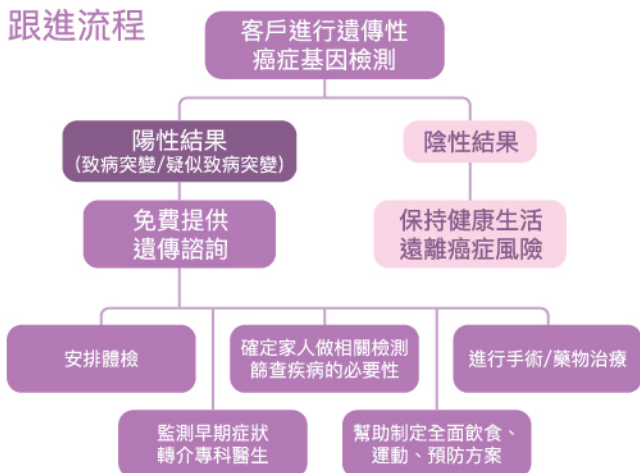 跟進流程
客戶進行遺傳性
癌症基因檢測
陽性結果
(致病突變/疑似致病突變)
陰性結果
免費提供
遺傳諮詢
保持健康生活
遠離癌症風險
安排體檢
確定家人做相關檢測
篩查疾病的必要性
進行手術/藥物治療
監測早期症狀
轉介專科醫生
幫助制定全面飲食、
運動、預防方案